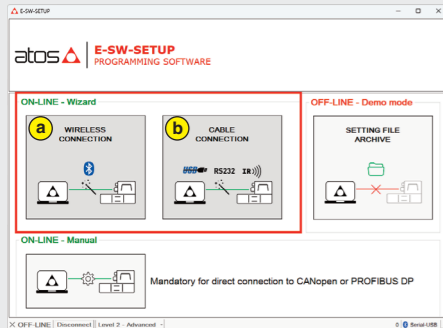 E-SW-SETUP
atos
E-SW-SETUP
PROGRAMMING SOFTWARE
ON-LINE - Wizard
OFF-LINE - Demo mode
a
WIRELESS
CONNECTION
b
CABLE
CONNECTION
USB RS232 IR
SETTING FILE
ARCHIVE
ON-LINE - Manual
Mandatory for direct connection to CANopen or PROFIBUS DP
X OFF-LINE Disconnect Level 2 - Advanced
0 Serial-USB